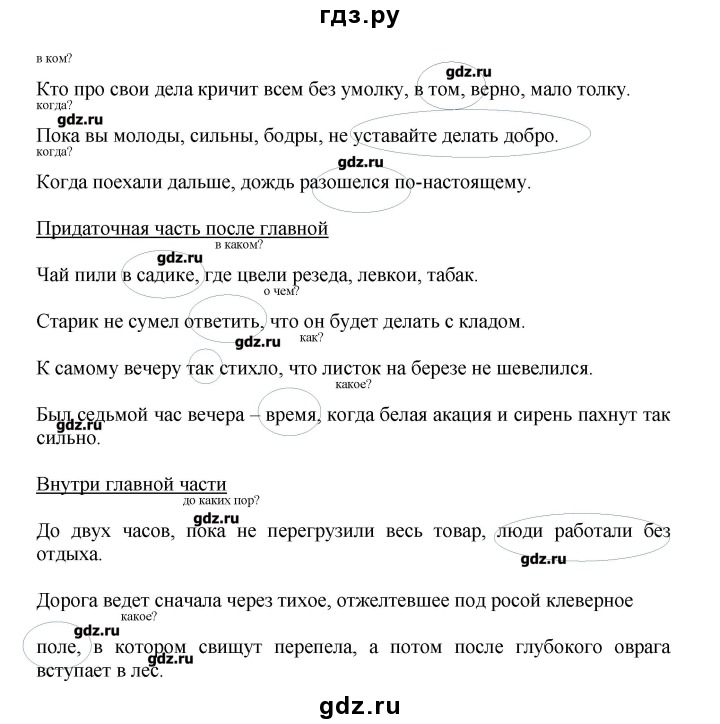 гдз.ру
в ком?
gdz.ru
Кто про свои дела кричит всем без умолку, в том, верно, мало толку.
когда?
gdz.ru
Пока вы молоды, сильны, бодры, не уставайте делать добро.
когда?
gdz.ru
Когда поехали дальше, дождь разошелся по-настоящему.
Придаточная часть после главной
в каком?
gdz.ru
Чай пили в садике, где цвели резеда, левкои, табак.
о чем?
Старик не сумел ответить, что он будет делать с кладом.
gdz.ru
как?
К самому вечеру так стихло, что листок на березе не шевелился.
какое?
Был седьмой час вечера – время, когда белая акация и сирень пахнут так
gdz.ru
сильно.
Внутри главной части
до каких пор?
gdz.ru
До двух часов, пока не перегрузили весь товар, люди работали без
gdz.ru
отдыха.
Дорога ведет сначала через тихое, отжелтевшее под росой клеверное
какое?
gdz.ru
поле, в котором свищут перепела, а потом после глубокого оврага
gdz.ru
вступает в лес.
gdz.ru